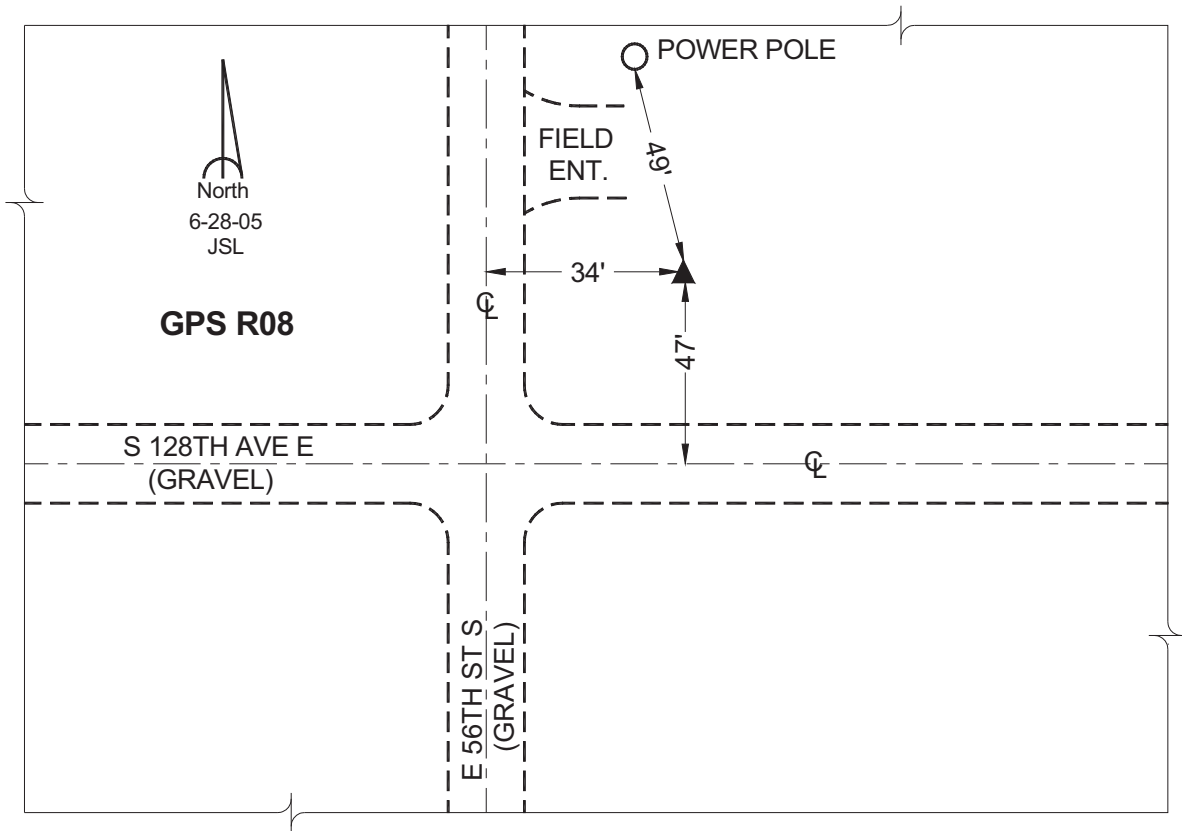 POWER POLE
FIELD
ENT.
49'
North
6-28-05
JSL
34'
℄
GPS R08
47'
S 128TH AVE E
(GRAVEL)
℄
E 56TH ST S
(GRAVEL)